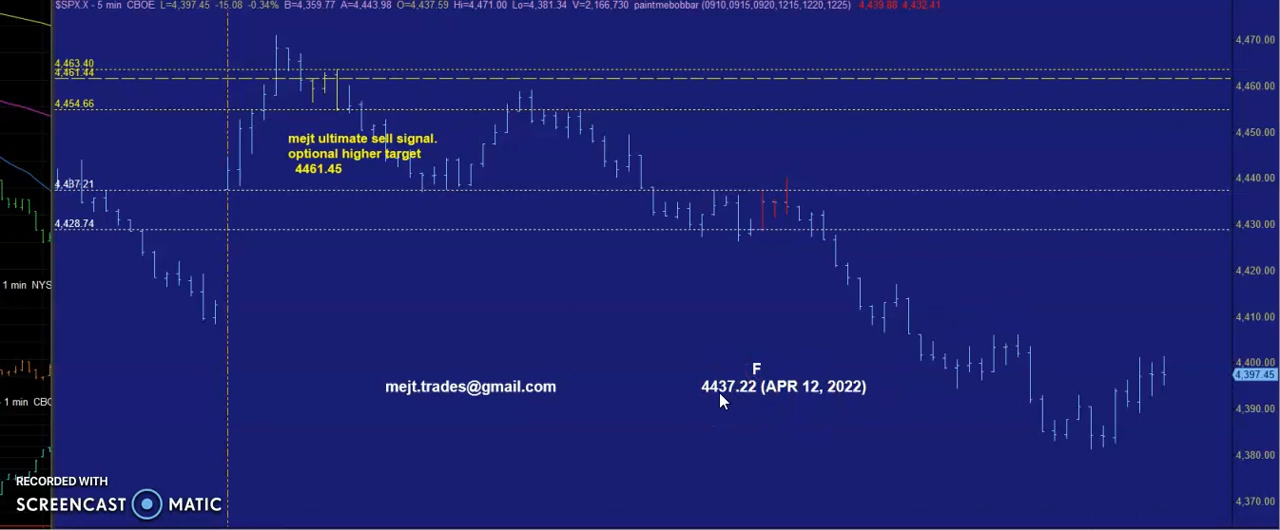 $SPX.X - 5 min CBOE L=4,397.45 -15.08 -0.34% B=4,359.77 A=4,443.98 O=4,437.59 Hi=4,471.00 Lo=4,381.34 V=2,166,730 paintmebobbar (0910,0915,0920,1215,1220,1225) 4,439.88 4,432.41
4,470.00
4,463.40
4,461.44
4,460.00
4,454.66
4,450.00
mejt ultimate sell signal.
optional higher target
4461.45
4,440.00
4,437.21
4,430.00
4,428.74
4,420.00
1 min NYS
4,410.00
4,400.00
F
4,397.45
mejt.trades@gmail.com
4437.22 (APR 12, 2022)
- 1 min CBC
4,390.00
4,380.00
RECORDED WITH
SCREENCAST MATIC
4,370.00